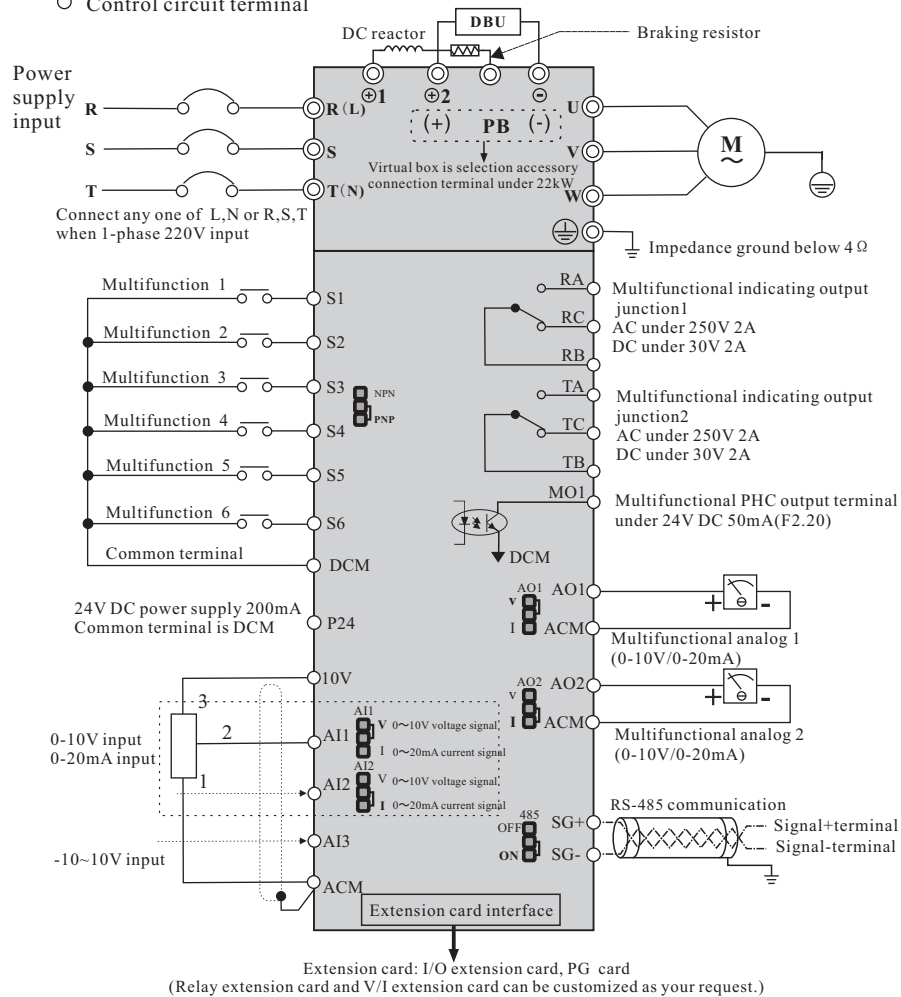 Control circuit terminal
DBU
DC reactor
Braking resistor
Power
supply
input
⊕1 ⊕2 ⊖
R R(L)
S S
T T(N)
(+) PB (-)
Virtual box is selection accessory
connection terminal under 22kW
U
V
W
M
~
Connect any one of L,N or R,S,T
when 1-phase 220V input
Impedance ground below 4Ω
Multifunction 1 S1
Multifunction 2 S2
Multifunction 3 S3
Multifunction 4 S4
Multifunction 5 S5
Multifunction 6 S6
Common terminal DCM
NPN
PNP
RA
RC
RB
Multifunctional indicating output
junction1
AC under 250V 2A
DC under 30V 2A
TA
TC
TB
Multifunctional indicating output
junction2
AC under 250V 2A
DC under 30V 2A
MO1
Multifunctional PHC output terminal
under 24V DC 50mA(F2.20)
DCM
24V DC power supply 200mA
Common terminal is DCM
P24
AO1 AO1
V
I ACM
+ -
Multifunctional analog 1
(0-10V/0-20mA)
AO2 AO2
V
I ACM
+ -
Multifunctional analog 2
(0-10V/0-20mA)
10V
3
2
1
0-10V input
0-20mA input
AI1
AI1
V 0~10V voltage signal
I 0~20mA current signal
AI2
AI2
V 0~10V voltage signal
I 0~20mA current signal
-10~10V input
AI3
ACM
485
OFF
ON
SG+
SG-
RS-485 communication
Signal+terminal
Signal-terminal
Extension card interface
Extension card: I/O extension card, PG card
(Relay extension card and V/I extension card can be customized as your request.)